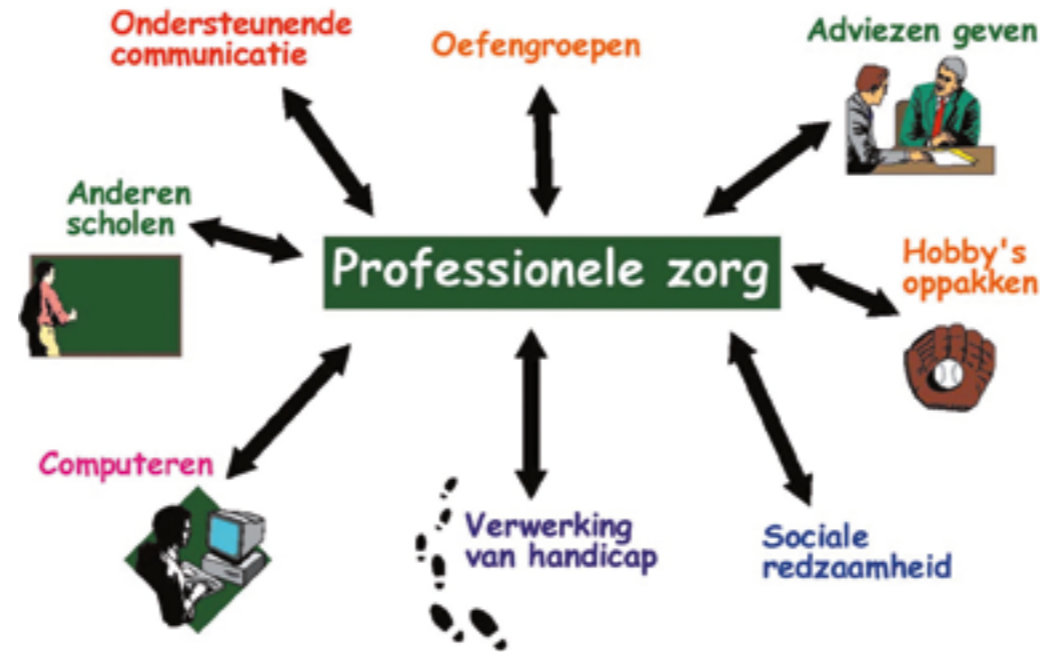 Ondersteunende
communicatie
Oefengroepen
Adviezen geven
Anderen
scholen
Professionele zorg
Hobby's
oppakken
Computeren
Verwerking
van handicap
Sociale
redzaamheid